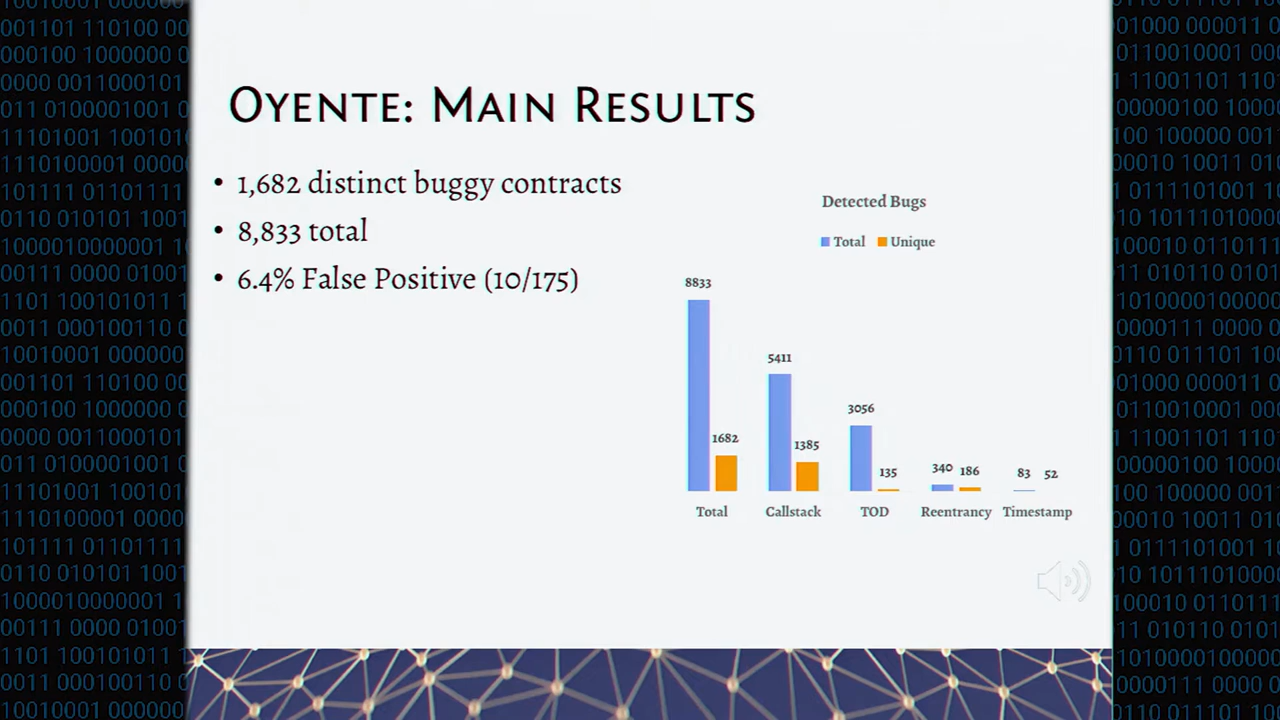 Oyente: Main Results
• 1,682 distinct buggy contracts
• 8,833 total
• 6.4% False Positive (10/175)
Detected Bugs
Total Unique
8833
1682
5411
1385
3056
135
340
186
83
52
Total Callstack TOD Reentrancy Timestamp